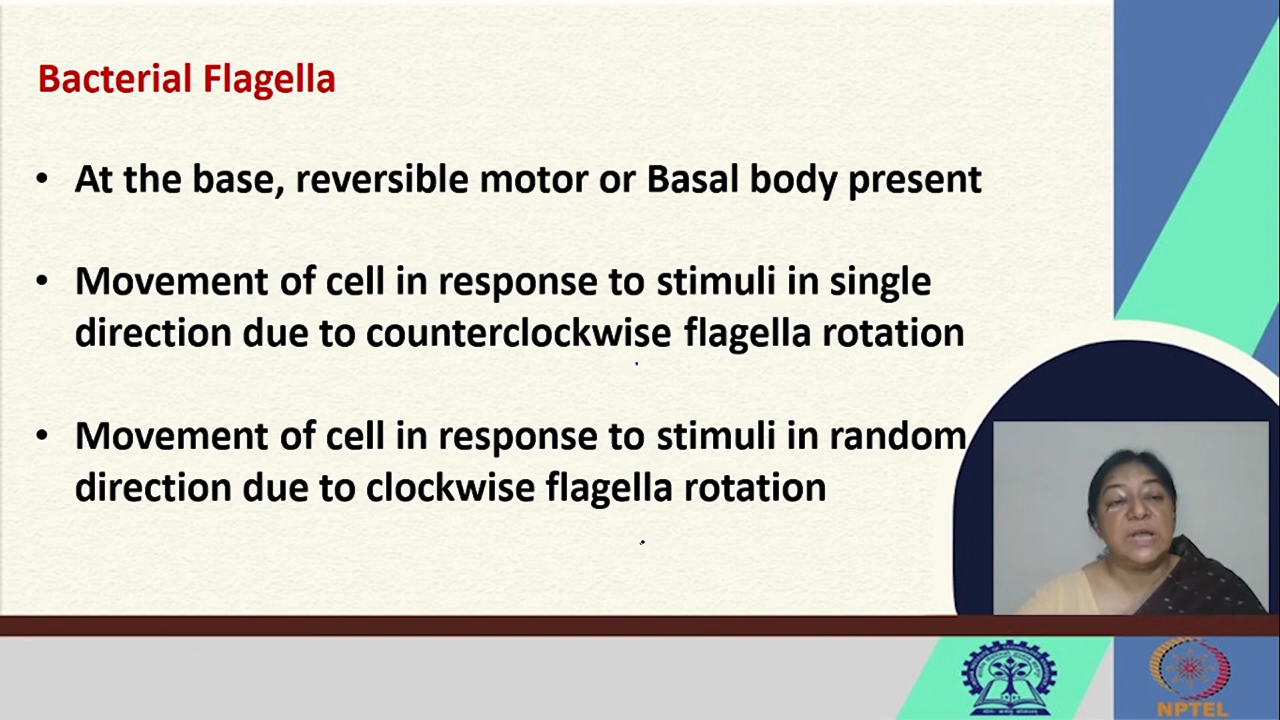 Bacterial Flagella
• At the base, reversible motor or Basal body present
• Movement of cell in response to stimuli in single
direction due to counterclockwise flagella rotation
• Movement of cell in response to stimuli in random
direction due to clockwise flagella rotation
NPTEL